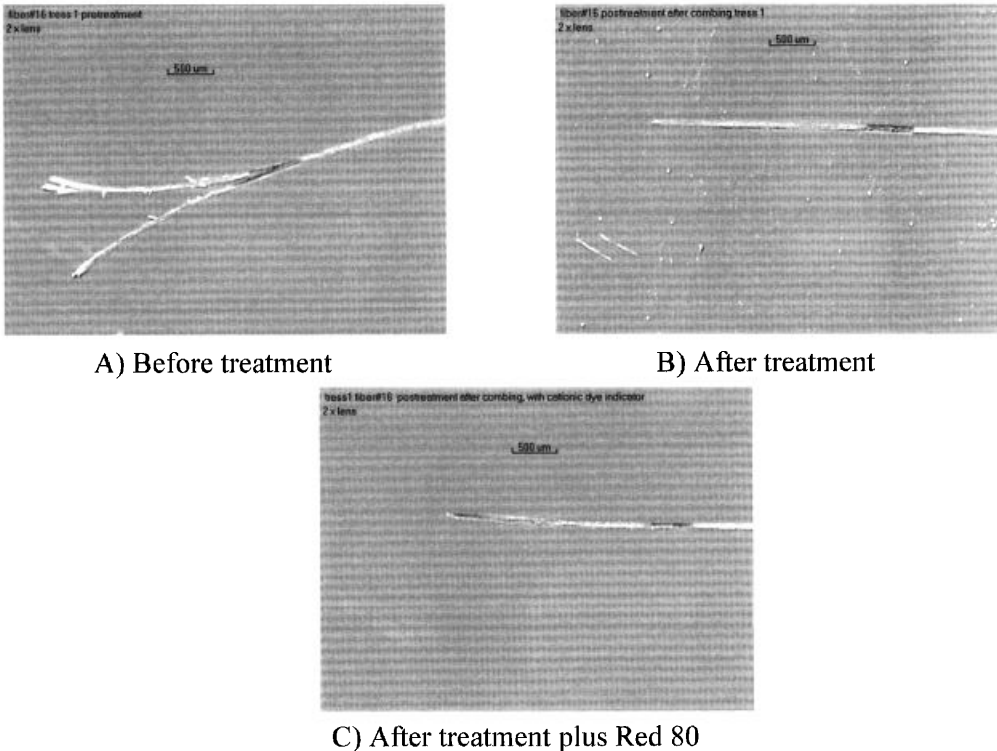 fiber#16 tress 1 pretreatment
2 x lens
500 um
A) Before treatment
fiber#16 posttreatment after combing tress 1
2 x lens
500 um
B) After treatment
tress1 fiber#16 posttreatment after combing, with cationic dye indicator
2 x lens
500 um
C) After treatment plus Red 80